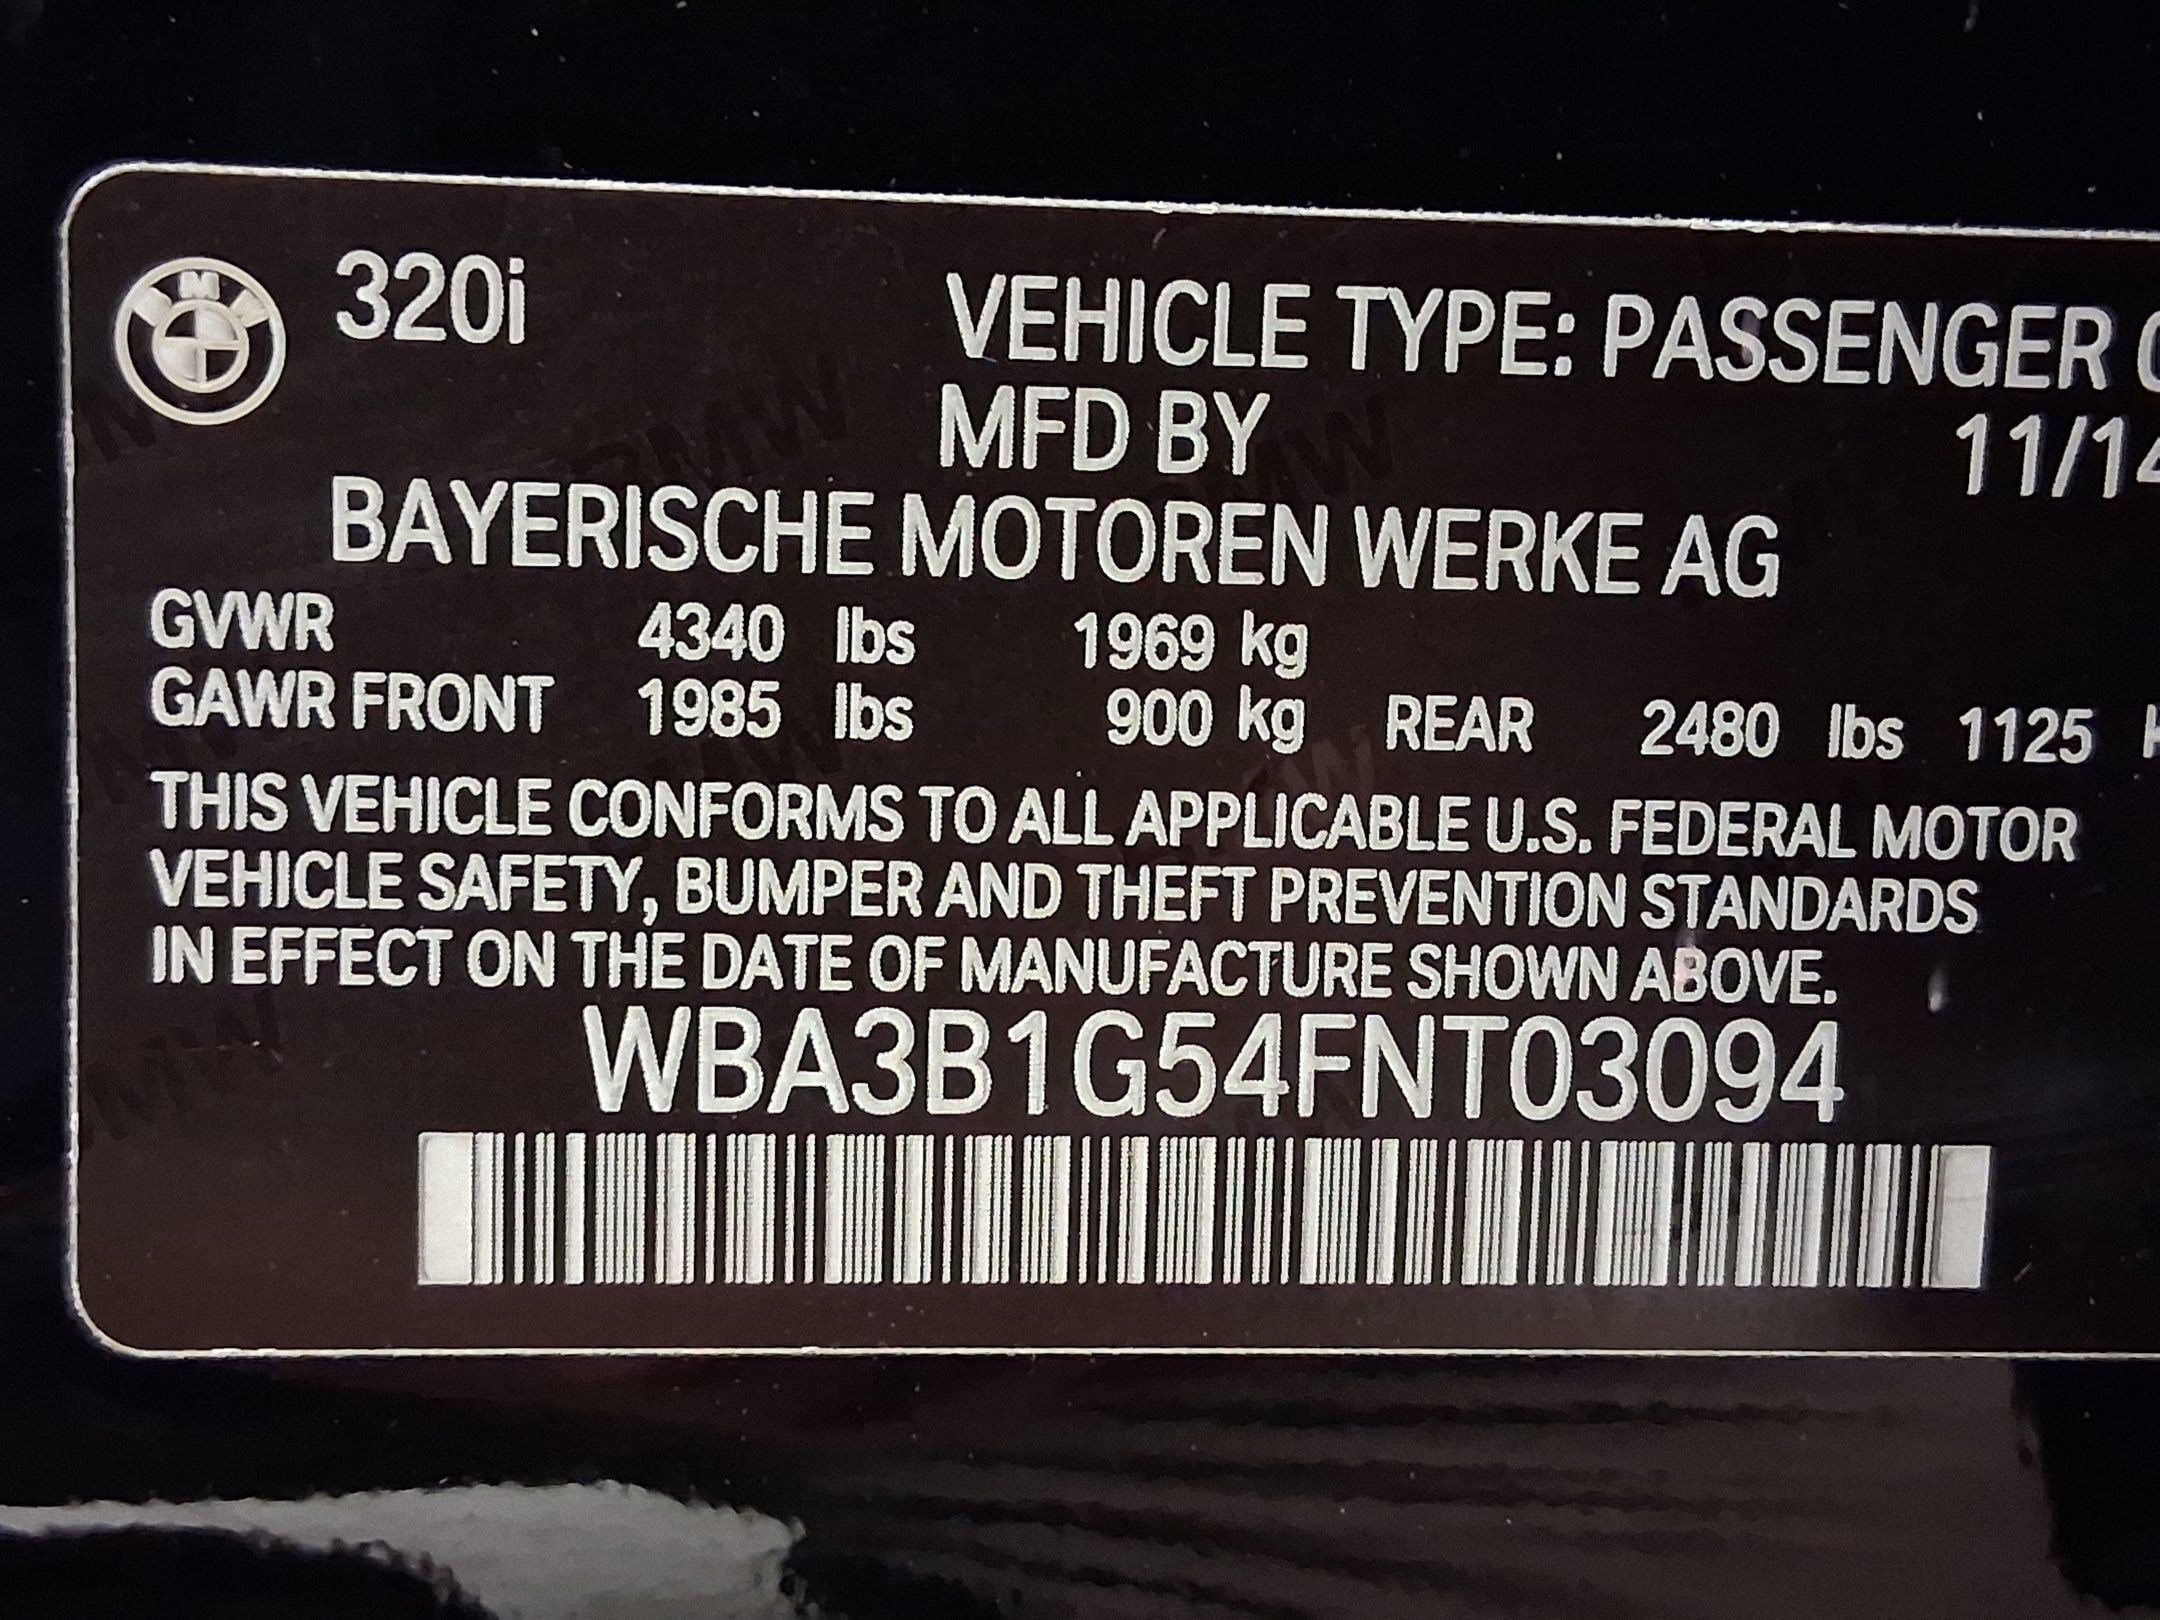 BMW
320i
VEHICLE TYPE: PASSENGER
MFD BY
11/14
BAYERISCHE MOTOREN WERKE AG
GVWR 4340 lbs 1969 kg
GAWR FRONT 1985 lbs 900 kg REAR 2480 lbs 1125
THIS VEHICLE CONFORMS TO ALL APPLICABLE U.S. FEDERAL MOTOR
VEHICLE SAFETY, BUMPER AND THEFT PREVENTION STANDARDS
IN EFFECT ON THE DATE OF MANUFACTURE SHOWN ABOVE.
WBA3B1G54FNT03094